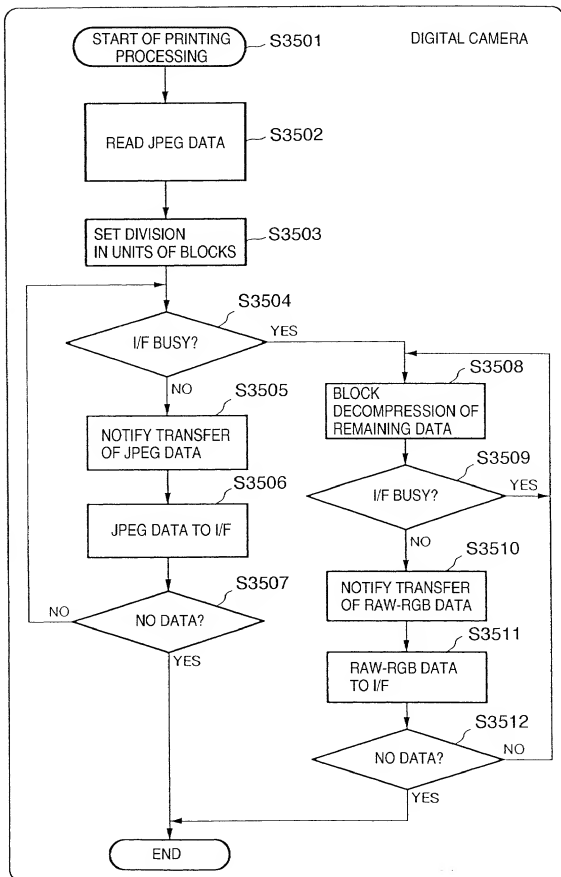 START OF PRINTING
PROCESSING
S3501
DIGITAL CAMERA
READ JPEG DATA
S3502
SET DIVISION
IN UNITS OF BLOCKS
S3503
S3504
I/F BUSY?
YES
NO
S3505
NOTIFY TRANSFER
OF JPEG DATA
S3506
JPEG DATA TO I/F
S3507
NO DATA?
NO
YES
S3508
BLOCK
DECOMPRESSION OF
REMAINING DATA
S3509
I/F BUSY?
YES
NO
S3510
NOTIFY TRANSFER
OF RAW-RGB DATA
S3511
RAW-RGB DATA
TO I/F
S3512
NO DATA?
NO
YES
END